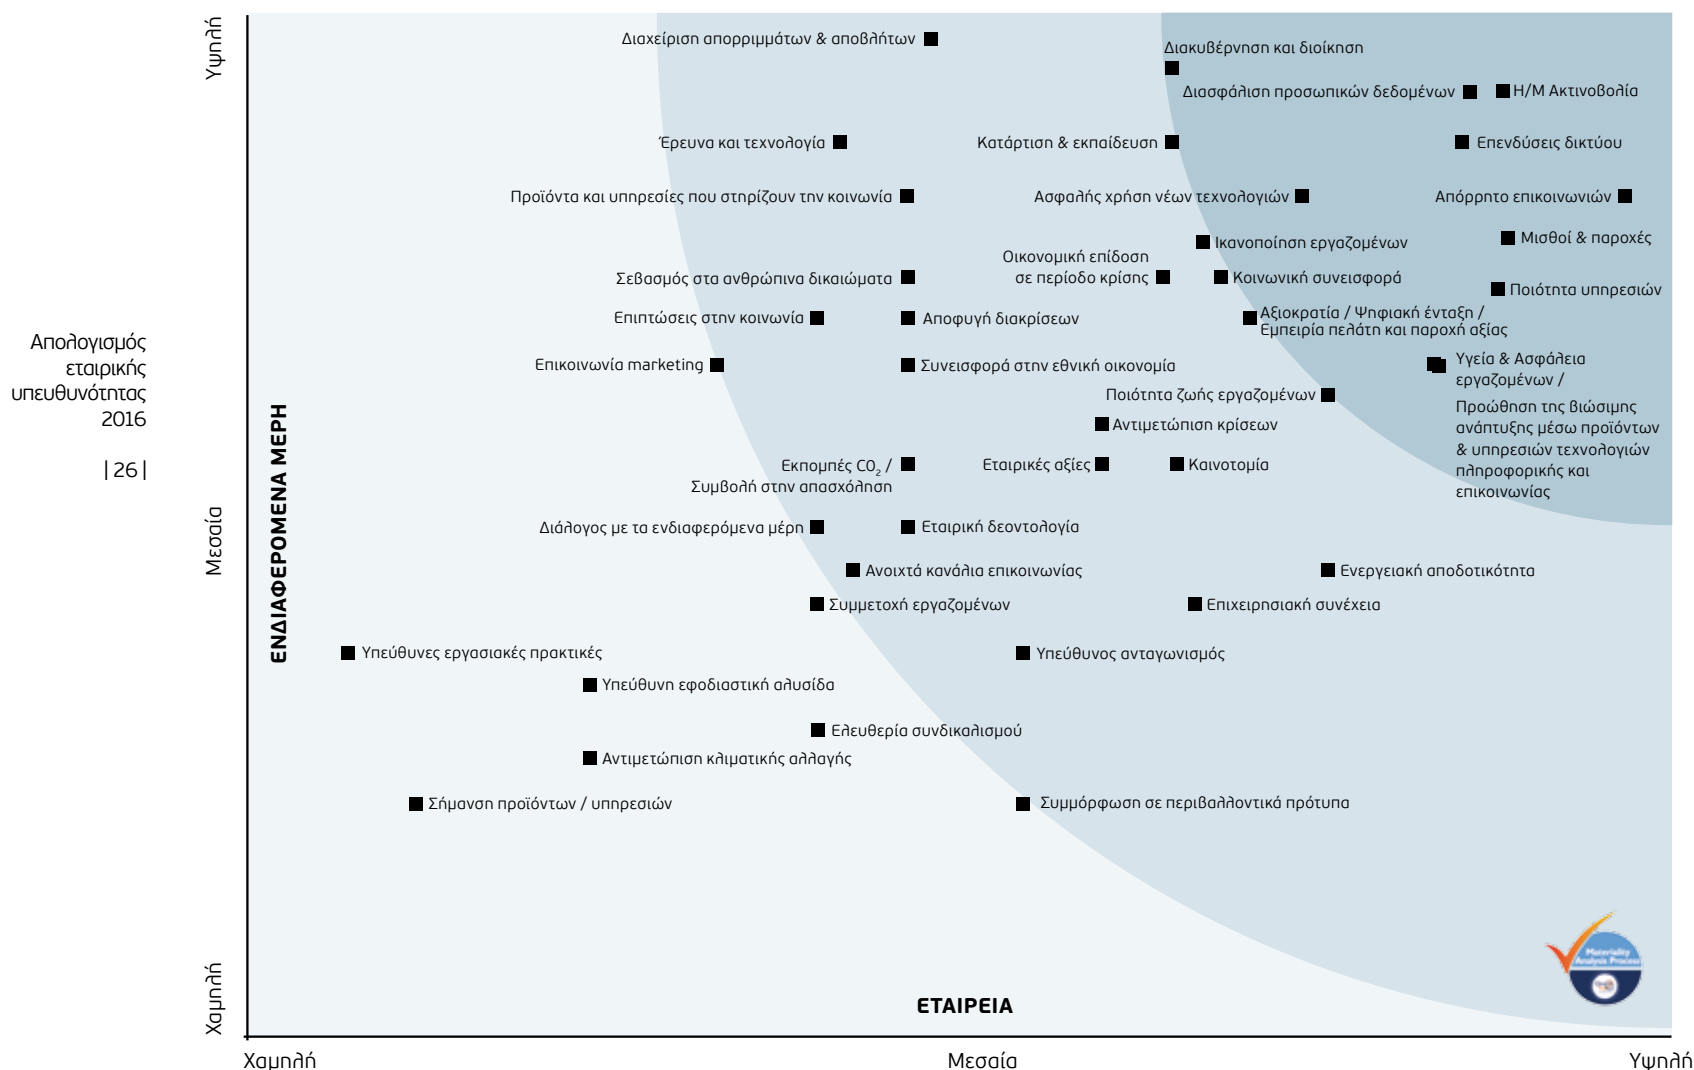 Απολογισμός
εταιρικής
υπευθυνότητας
2016
| 26 |
Υψηλή
Μεσαία
Χαμηλή
ΕΝΔΙΑΦΕΡΟΜΕΝΑ ΜΕΡΗ
Διαχείριση απορριμμάτων & αποβλήτων
Διακυβέρνηση και διοίκηση
Διασφάλιση προσωπικών δεδομένων
Η/Μ Ακτινοβολία
Έρευνα και τεχνολογία
Κατάρτιση & εκπαίδευση
Επενδύσεις δικτύου
Προϊόντα και υπηρεσίες που στηρίζουν την κοινωνία
Ασφαλής χρήση νέων τεχνολογιών
Απόρρητο επικοινωνιών
Ικανοποίηση εργαζομένων
Μισθοί & παροχές
Οικονομική επίδοση
σε περίοδο κρίσης
Σεβασμός στα ανθρώπινα δικαιώματα
Κοινωνική συνεισφορά
Ποιότητα υπηρεσιών
Επιπτώσεις στην κοινωνία
Αποφυγή διακρίσεων
Αξιοκρατία / Ψηφιακή ένταξη /
Εμπειρία πελάτη και παροχή αξίας
Επικοινωνία marketing
Συνεισφορά στην εθνική οικονομία
Υγεία & Ασφάλεια
εργαζομένων /
Προώθηση της βιώσιμης
ανάπτυξης μέσω προϊόντων
& υπηρεσιών τεχνολογιών
πληροφορικής και
επικοινωνίας
Ποιότητα ζωής εργαζομένων
Αντιμετώπιση κρίσεων
Εκπομπές CO₂ /
Συμβολή στην απασχόληση
Εταιρικές αξίες
Καινοτομία
Διάλογος με τα ενδιαφερόμενα μέρη
Εταιρική δεοντολογία
Ανοιχτά κανάλια επικοινωνίας
Ενεργειακή αποδοτικότητα
Συμμετοχή εργαζομένων
Επιχειρησιακή συνέχεια
Υπεύθυνες εργασιακές πρακτικές
Υπεύθυνος ανταγωνισμός
Υπεύθυνη εφοδιαστική αλυσίδα
Ελευθερία συνδικαλισμού
Αντιμετώπιση κλιματικής αλλαγής
Σήμανση προϊόντων / υπηρεσιών
Συμμόρφωση σε περιβαλλοντικά πρότυπα
Materiality
Analysis Process
ΕΤΑΙΡΕΙΑ
Χαμηλή
Μεσαία
Υψηλή